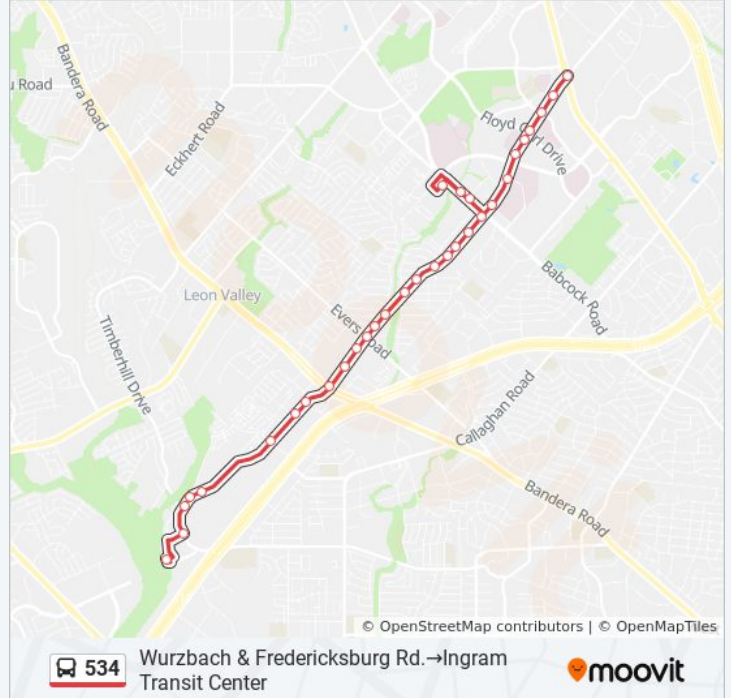 Bandera Road
u Road
Eckhert Road
Floyd Curl Drive
Babcock Road
Leon Valley
Evers Road
Timberhill Drive
Callaghan Road
Bandera Road
© OpenStreetMap contributors | © OpenMapTiles
534
Wurzbach & Fredericksburg Rd.→Ingram
Transit Center
moovit